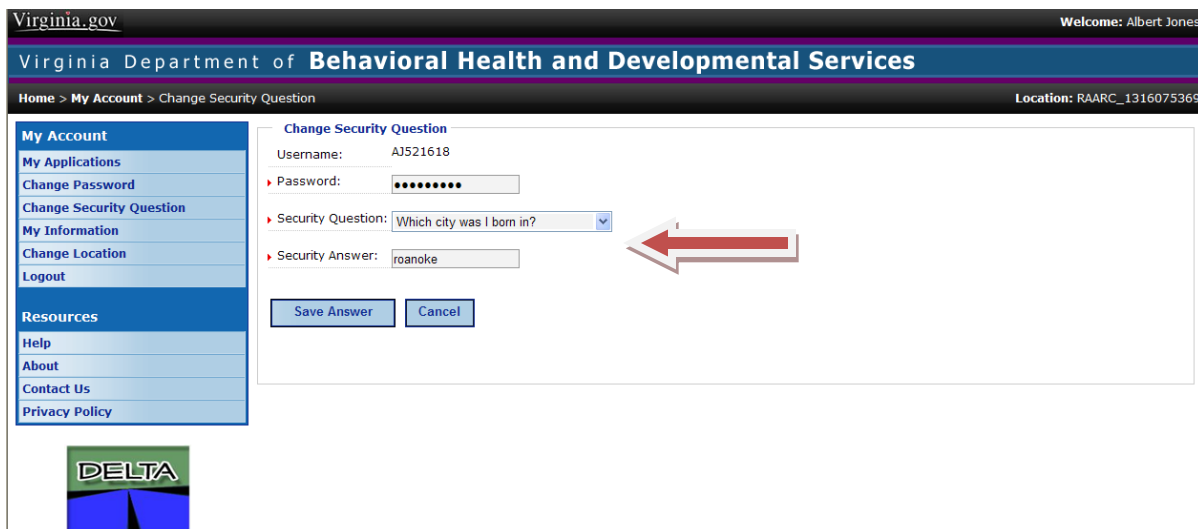 Virginia.gov
Welcome: Albert Jones
Virginia Department of Behavioral Health and Developmental Services
Home > My Account > Change Security Question
Location: RAARC_1316075369
My Account
My Applications
Change Password
Change Security Question
My Information
Change Location
Logout
Resources
Help
About
Contact Us
Privacy Policy
DELTA
Change Security Question
Username: AJ521618
Password: •••••••••
Security Question: Which city was I born in?
Security Answer: roanoke
Save Answer
Cancel